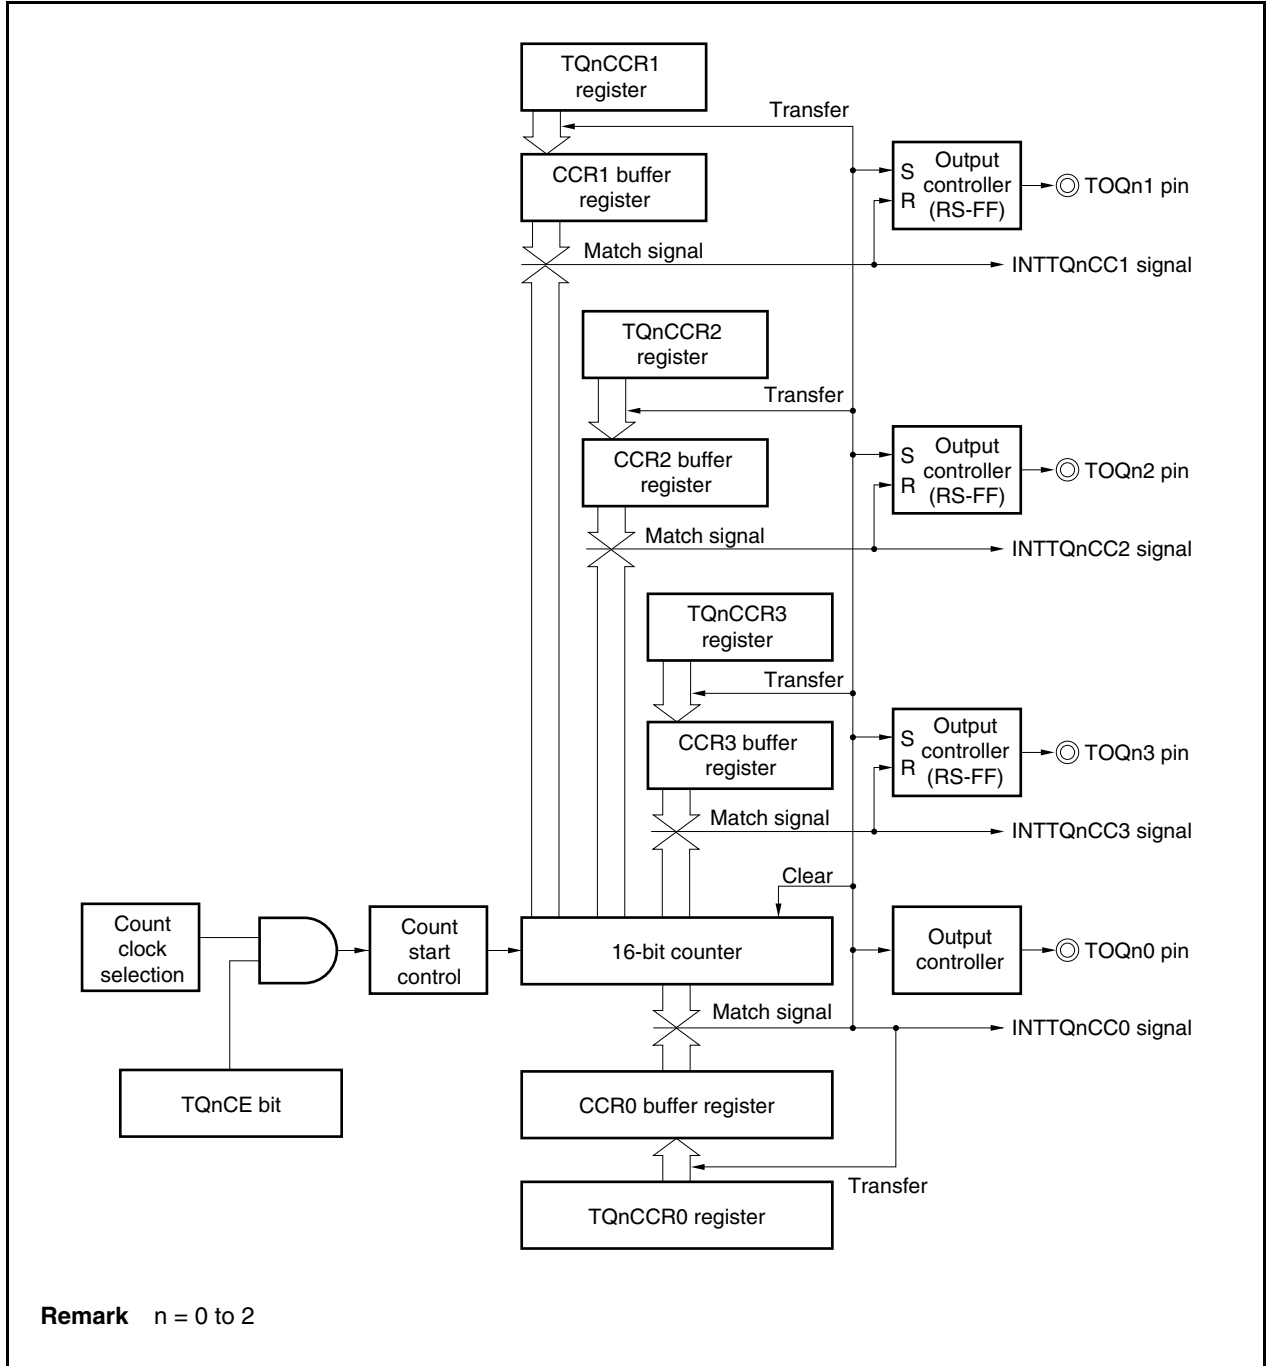 TQnCCR1
register
Transfer
CCR1 buffer
register
S
R
Output
controller
(RS-FF)
TOQn1 pin
Match signal
INTTQnCC1 signal
TQnCCR2
register
Transfer
CCR2 buffer
register
S
R
Output
controller
(RS-FF)
TOQn2 pin
Match signal
INTTQnCC2 signal
TQnCCR3
register
Transfer
CCR3 buffer
register
S
R
Output
controller
(RS-FF)
TOQn3 pin
Match signal
INTTQnCC3 signal
Clear
Count
clock
selection
Count
start
control
16-bit counter
Output
controller
TOQn0 pin
Match signal
INTTQnCC0 signal
TQnCE bit
CCR0 buffer register
Transfer
TQnCCR0 register
Remark n = 0 to 2